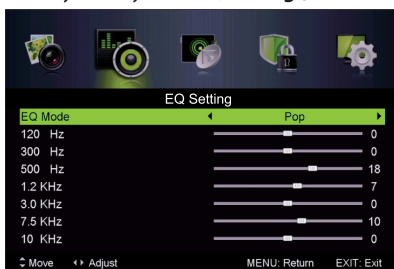 EQ Setting
EQ Mode Pop
120 Hz 0
300 Hz 0
500 Hz 18
1.2 KHz 7
3.0 KHz 0
7.5 KHz 10
10 KHz 0
Move Adjust MENU: Return EXIT: Exit